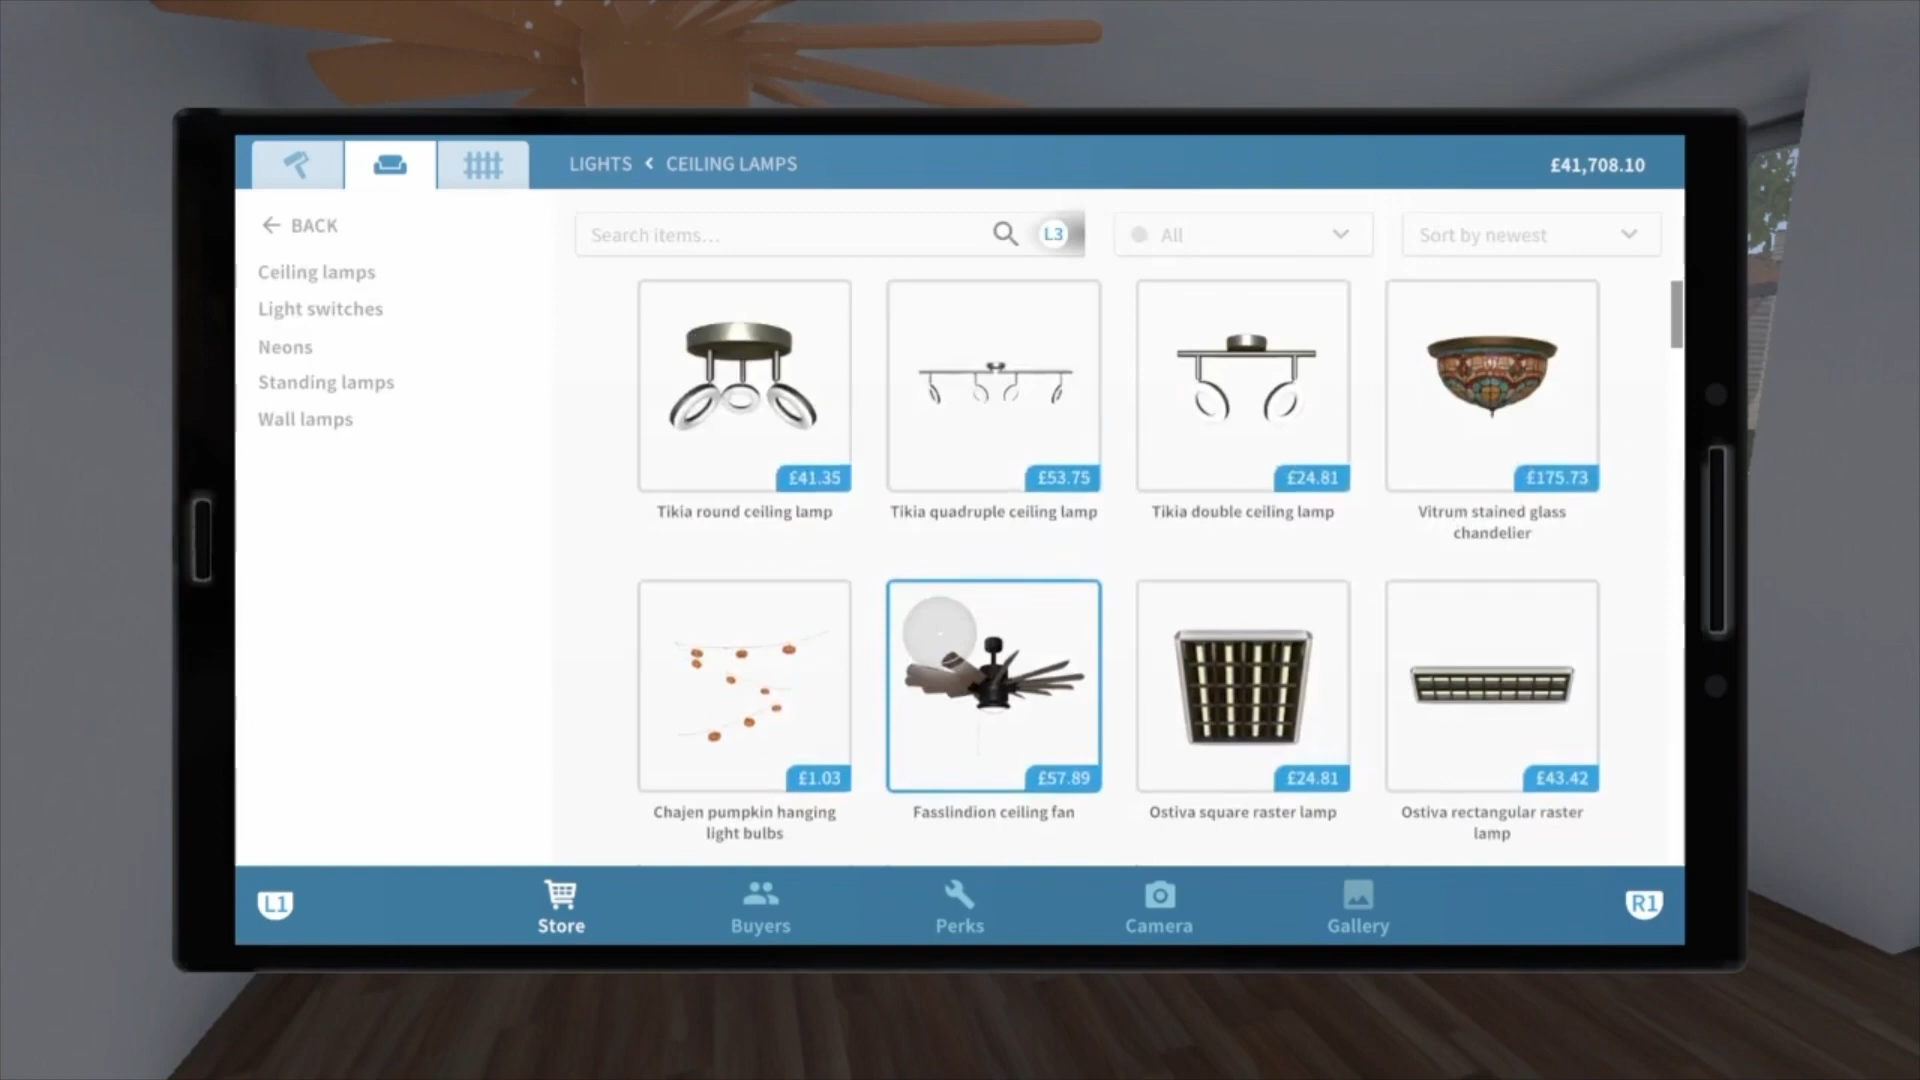 LIGHTS < CEILING LAMPS
£41,708.10
BACK
Ceiling lamps
Light switches
Neons
Standing lamps
Wall lamps
Search items...
L3
All
Sort by newest
£41.35
£53.75
£24.81
£175.73
Tikia round ceiling lamp
Tikia quadruple ceiling lamp
Tikia double ceiling lamp
Vitrum stained glass
chandelier
£1.03
£57.89
£24.81
£43.42
Chajen pumpkin hanging
light bulbs
Fasslindion ceiling fan
Ostiva square raster lamp
Ostiva rectangular raster
lamp
L1
Store
Buyers
Perks
Camera
Gallery
R1